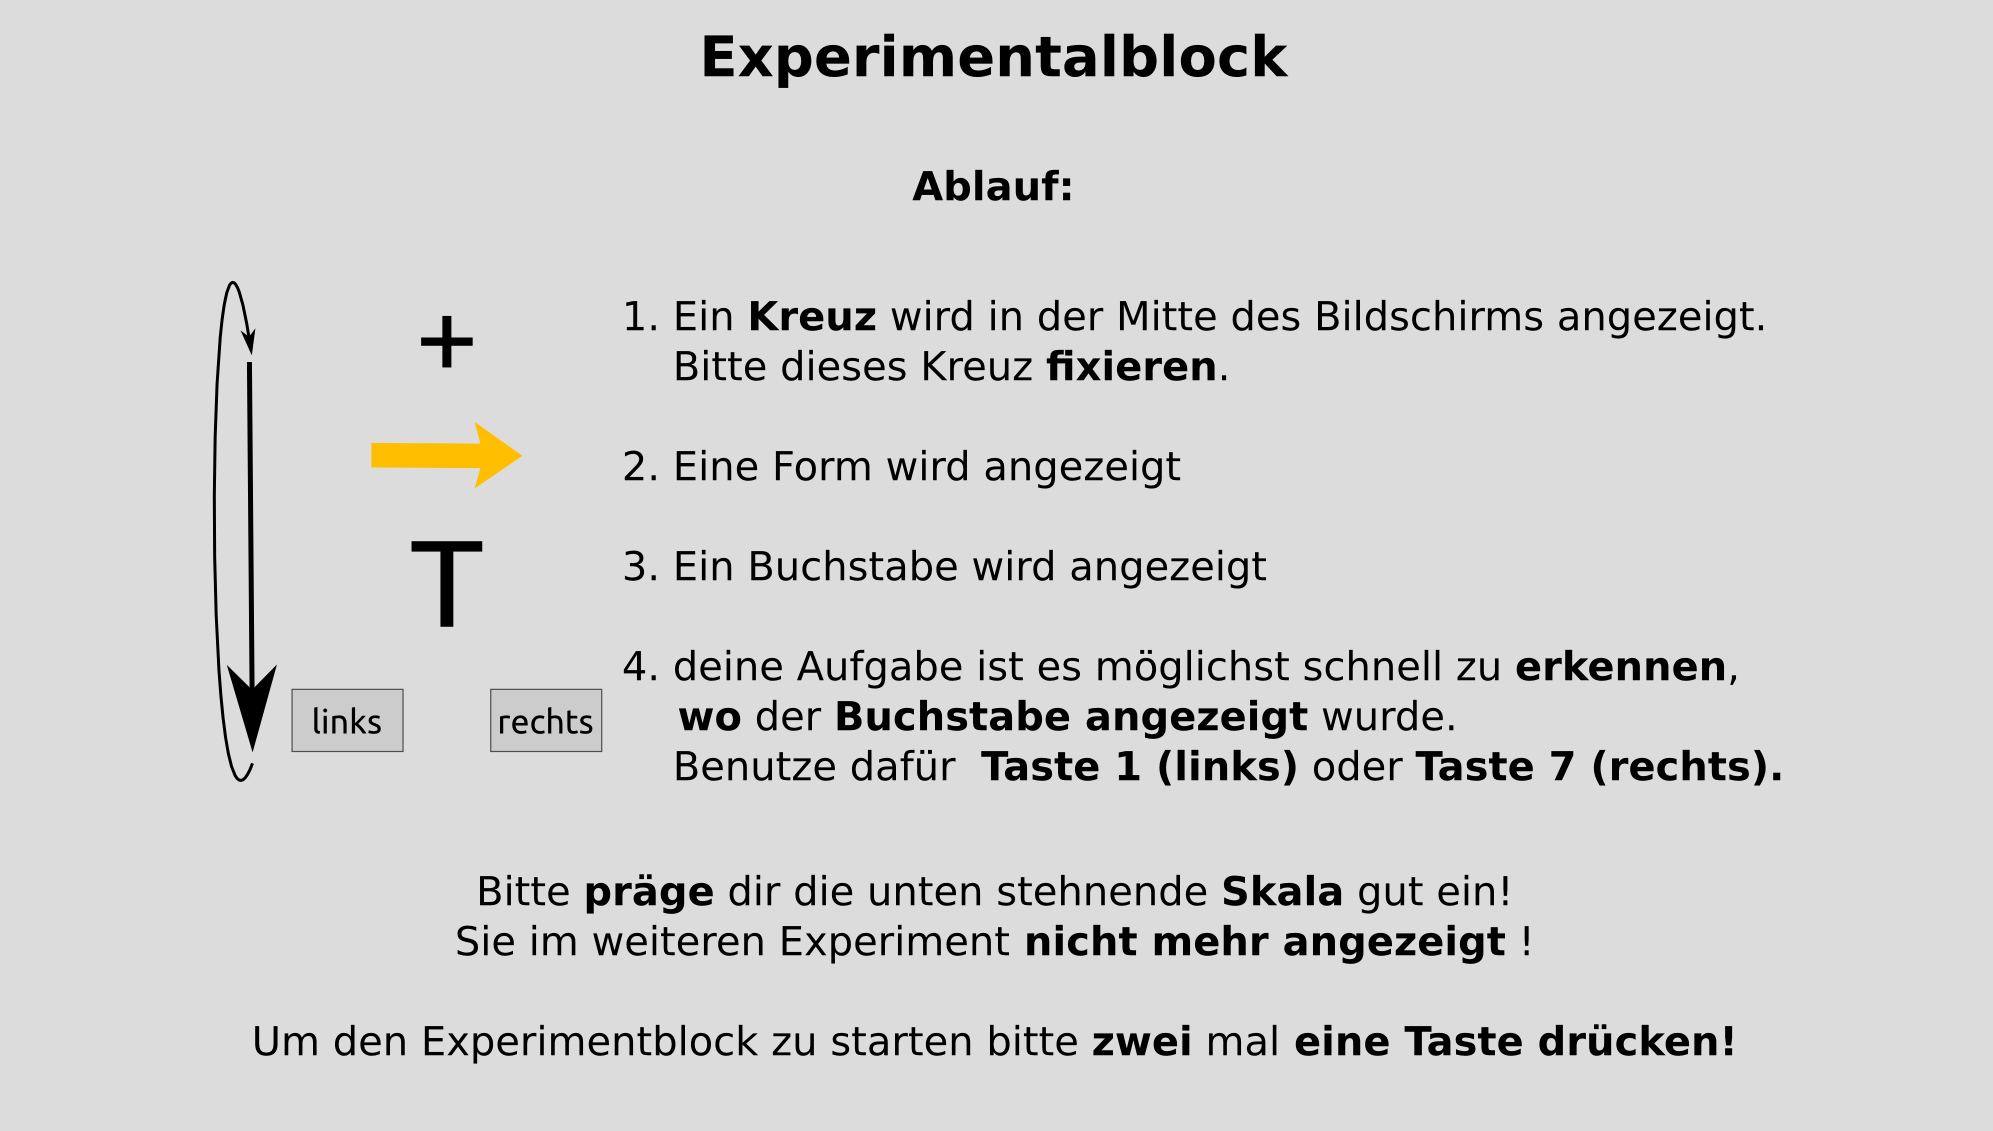 Experimentalblock
Ablauf:
+
1. Ein Kreuz wird in der Mitte des Bildschirms angezeigt.
Bitte dieses Kreuz fixieren.
2. Eine Form wird angezeigt
T
3. Ein Buchstabe wird angezeigt
links rechts
4. deine Aufgabe ist es möglichst schnell zu erkennen,
wo der Buchstabe angezeigt wurde.
Benutze dafür Taste 1 (links) oder Taste 7 (rechts).
Bitte präge dir die unten stehnende Skala gut ein!
Sie im weiteren Experiment nicht mehr angezeigt !
Um den Experimentblock zu starten bitte zwei mal eine Taste drücken!